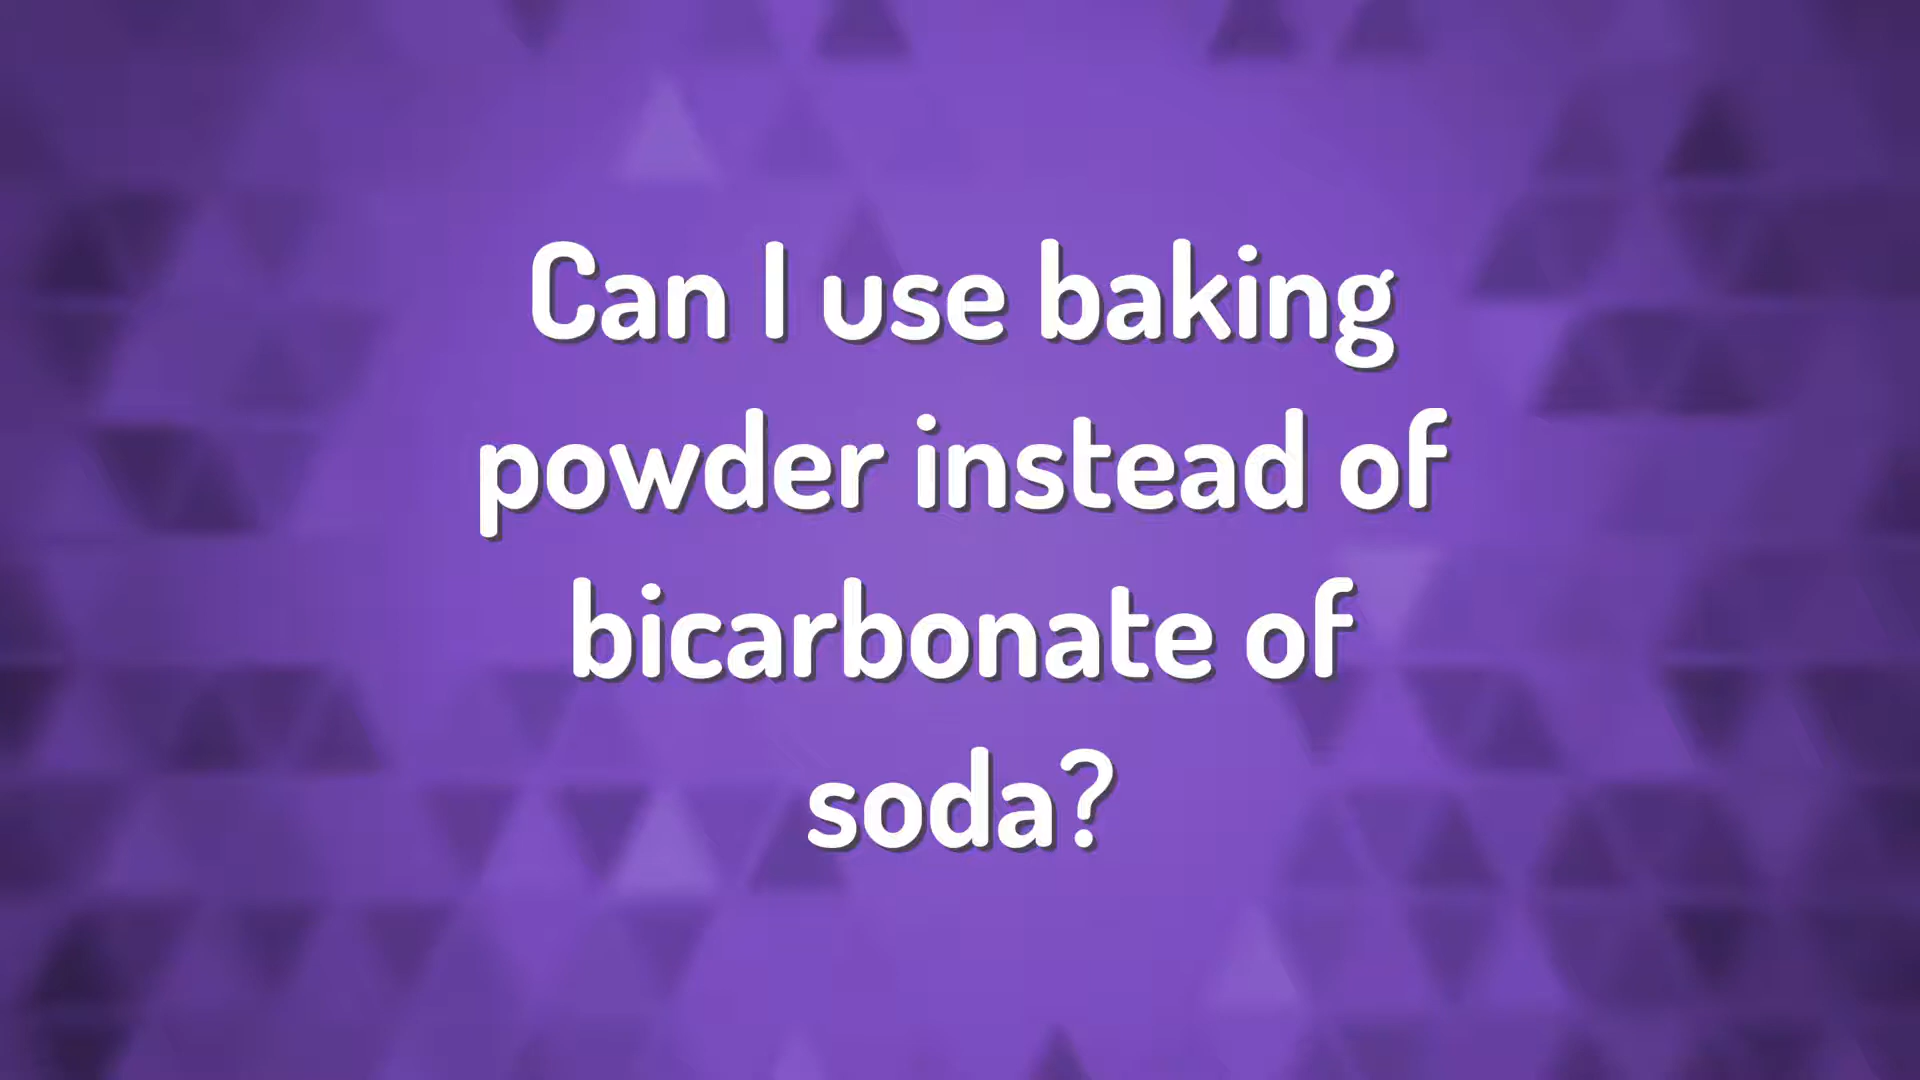 Can I use baking
powder instead of
bicarbonate of
soda?